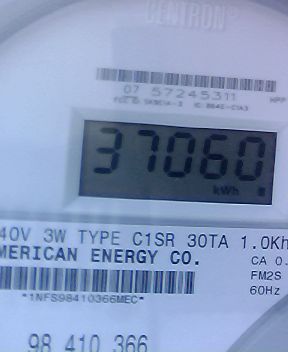 CENTRON®
07 57245311
37060
kWh
40V 3W TYPE C1SR 30TA 1.0Kh
MERICAN ENERGY CO.
CA 0.
FM2S
60Hz
*1NFS98410366MEC*
98 410 366